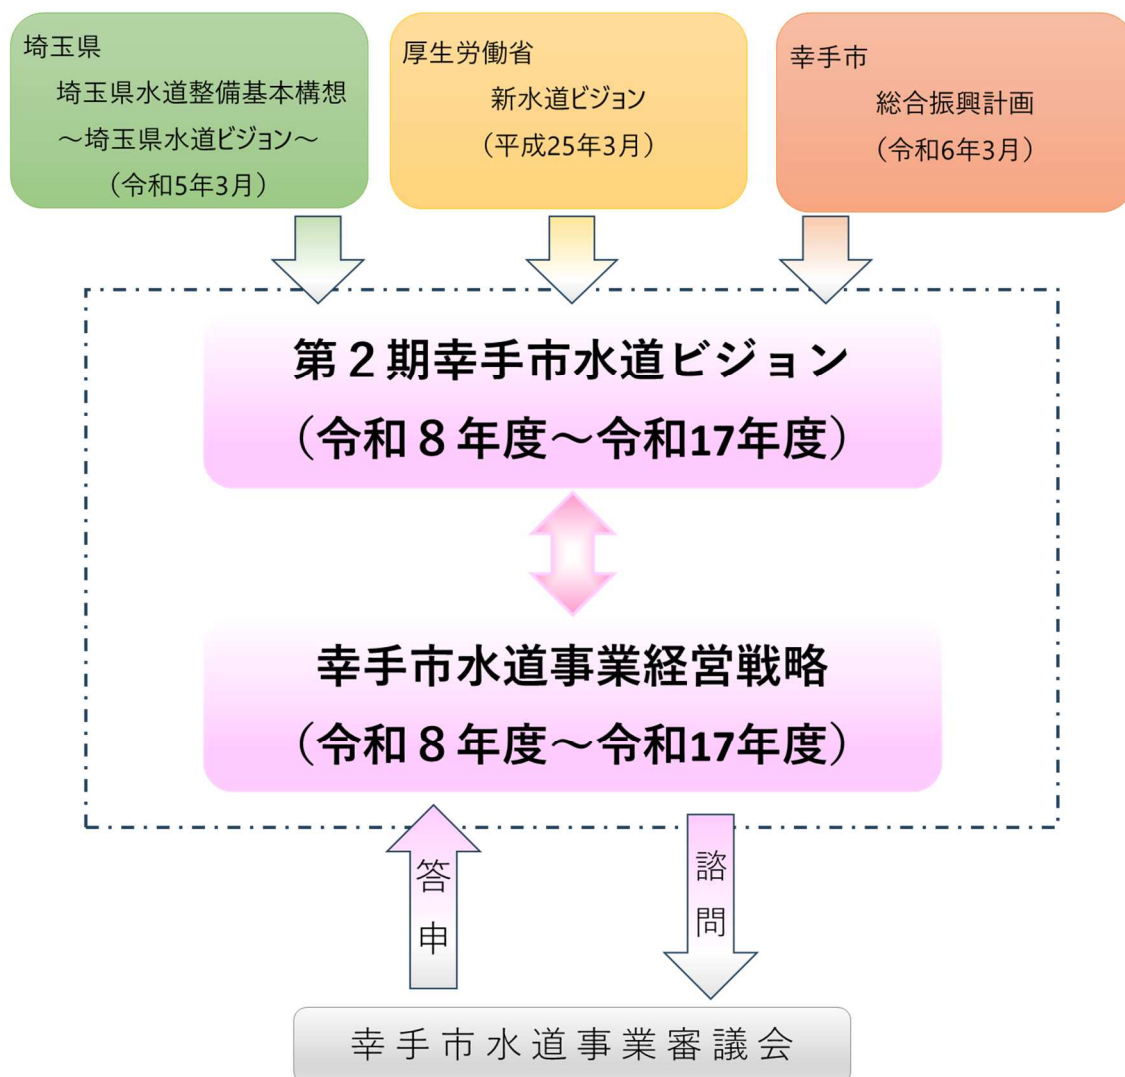 埼玉県
埼玉県水道整備基本構想
～埼玉県水道ビジョン～
（令和5年3月）
厚生労働省
新水道ビジョン
（平成25年3月）
幸手市
総合振興計画
（令和6年3月）
第２期幸手市水道ビジョン
（令和８年度～令和17年度）
幸手市水道事業経営戦略
（令和８年度～令和17年度）
答申
諮問
幸手市水道事業審議会